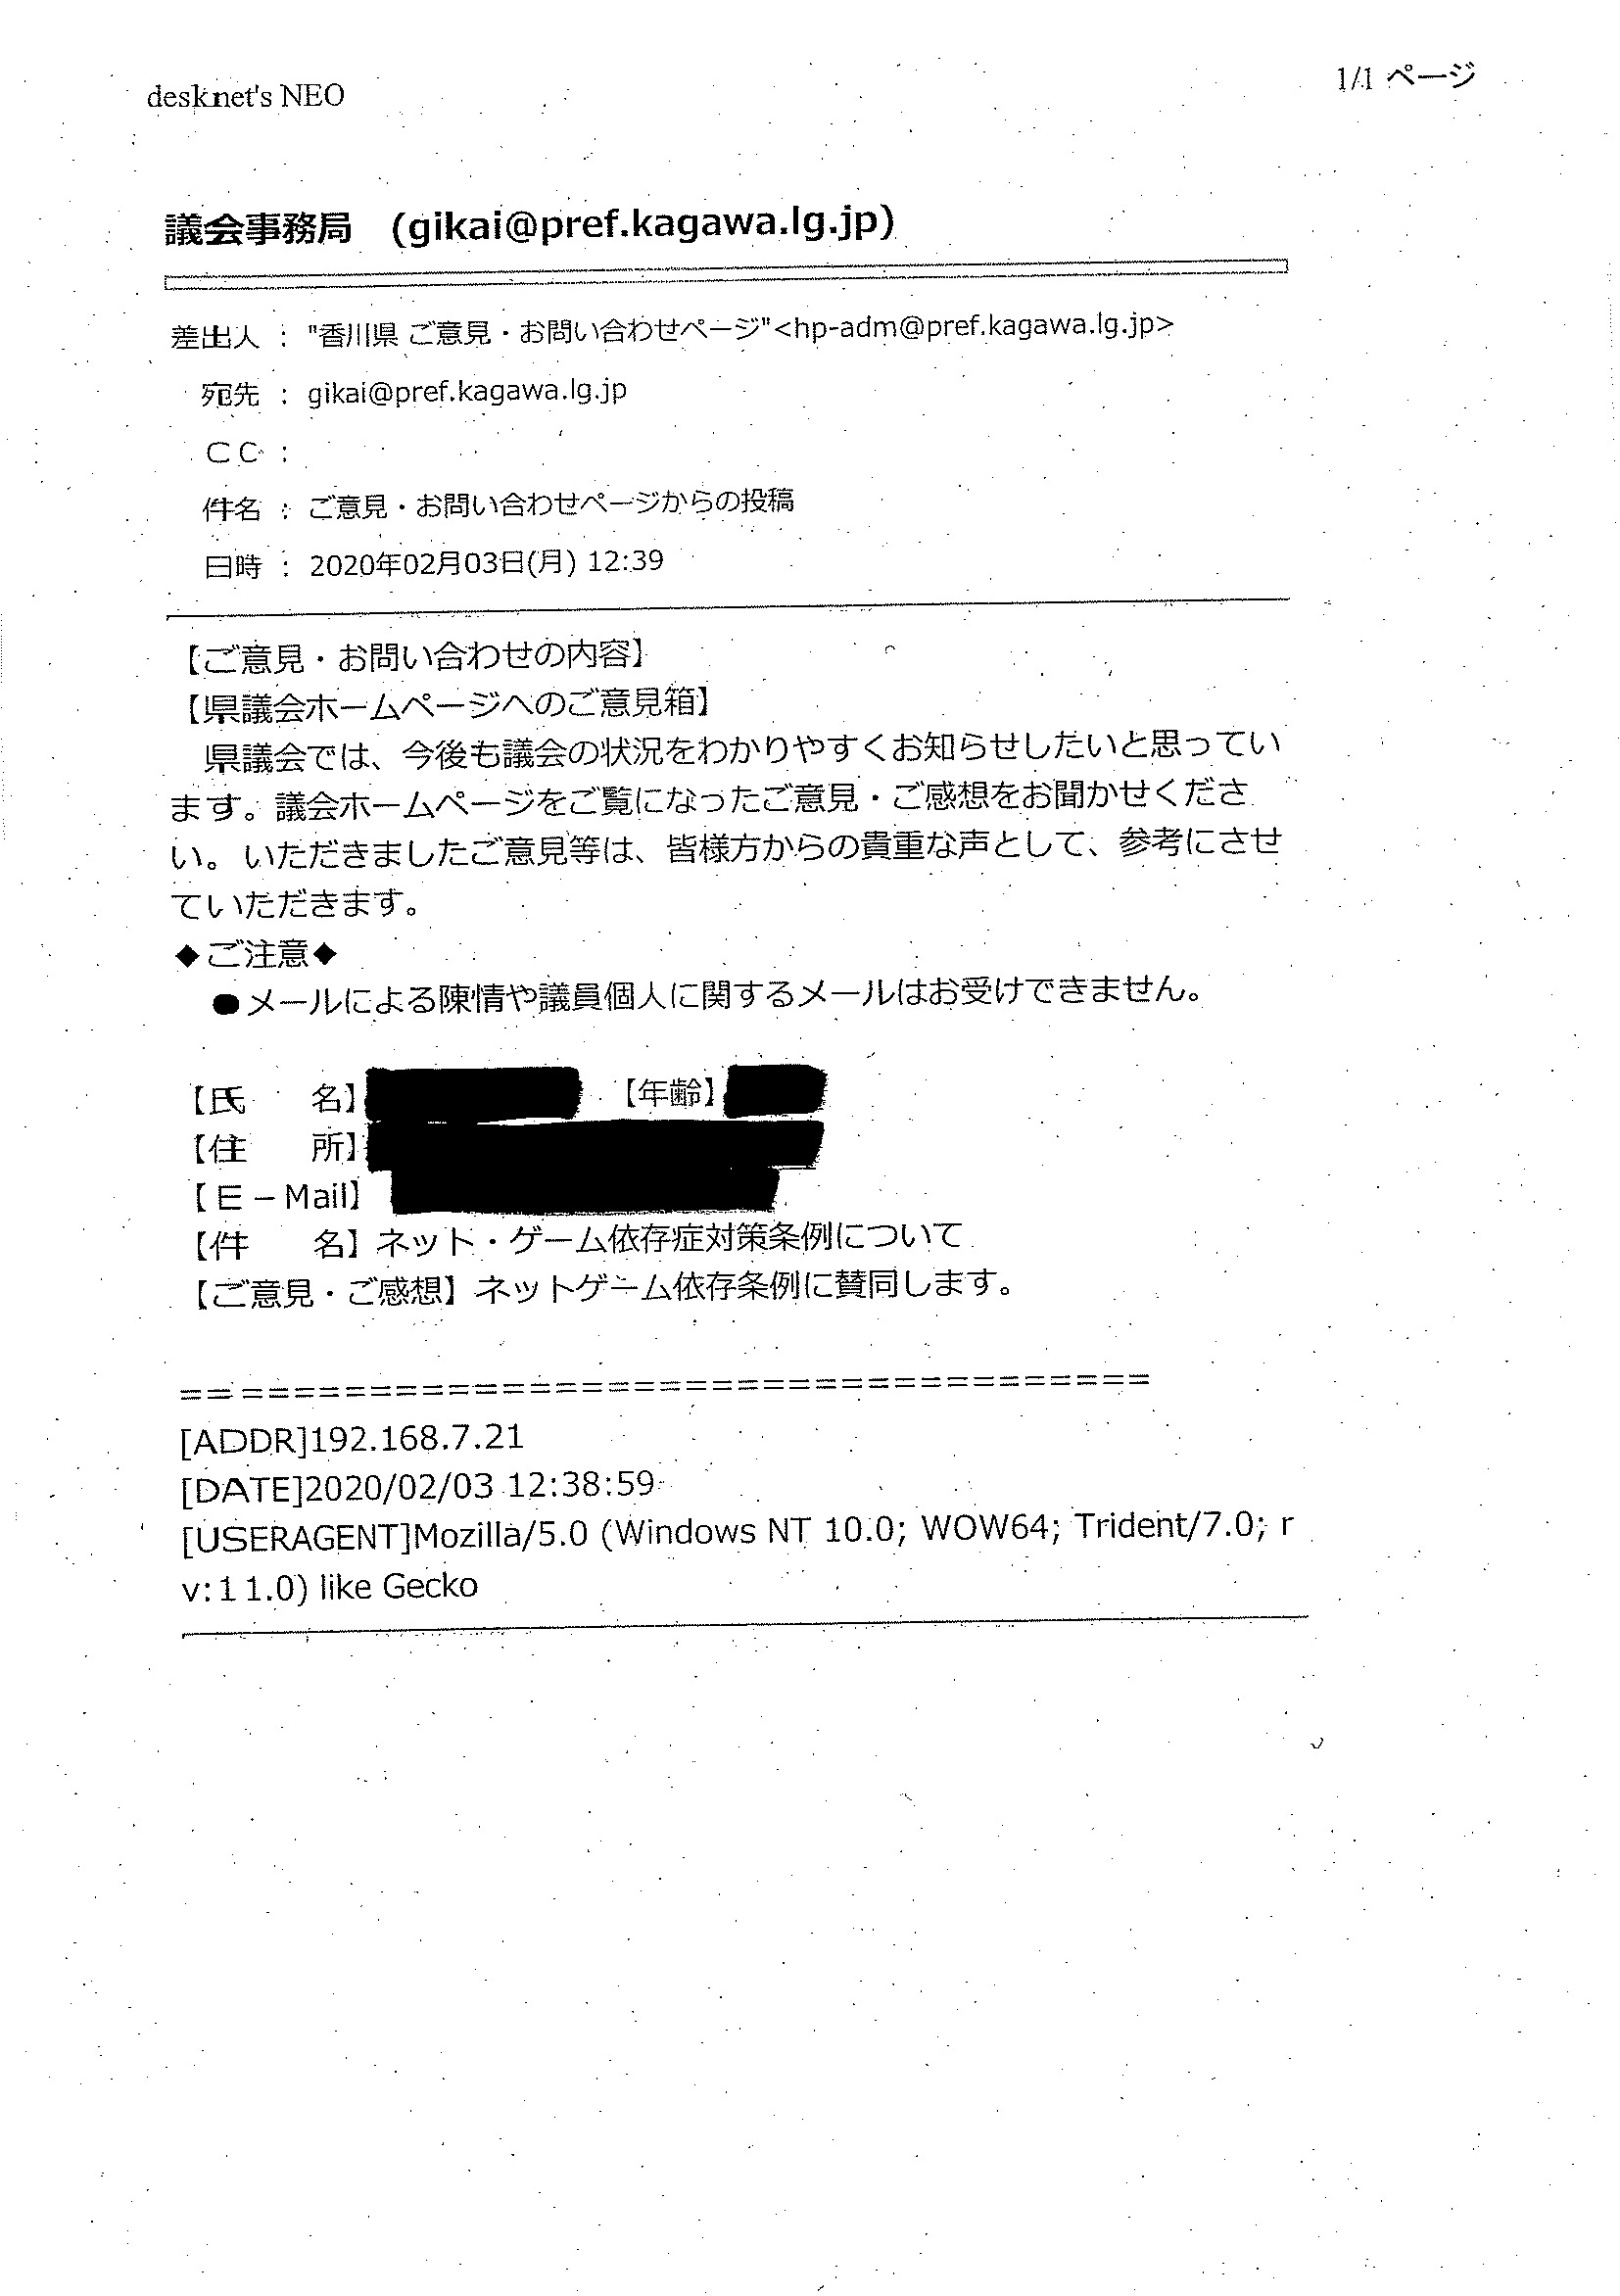 desknet's NEO
1/1 ページ
議会事務局 (gikai@pref.kagawa.lg.jp)
差出人 : "香川県 ご意見・お問い合わせページ"<hp-adm@pref.kagawa.lg.jp>
宛先 : gikai@pref.kagawa.lg.jp
ＣＣ :
件名 : ご意見・お問い合わせページからの投稿
日時 : 2020年02月03日(月) 12:39
【ご意見・お問い合わせの内容】
【県議会ホームページへのご意見箱】
　県議会では、今後も議会の状況をわかりやすくお知らせしたいと思ってい
ます。議会ホームページをご覧になったご意見・ご感想をお聞かせくださ
い。いただきましたご意見等は、皆様方からの貴重な声として、参考にさせ
ていただきます。
◆ご注意◆
●メールによる陳情や議員個人に関するメールはお受けできません。
【氏　　名】 【年齢】
【住　　所】
【Ｅ－Mail】
【件　　名】ネット・ゲーム依存症対策条例について
【ご意見・ご感想】ネットゲーム依存条例に賛同します。
=====================================
[ADDR]192.168.7.21
[DATE]2020/02/03 12:38:59
[USERAGENT]Mozilla/5.0 (Windows NT 10.0; WOW64; Trident/7.0; r
v:11.0) like Gecko